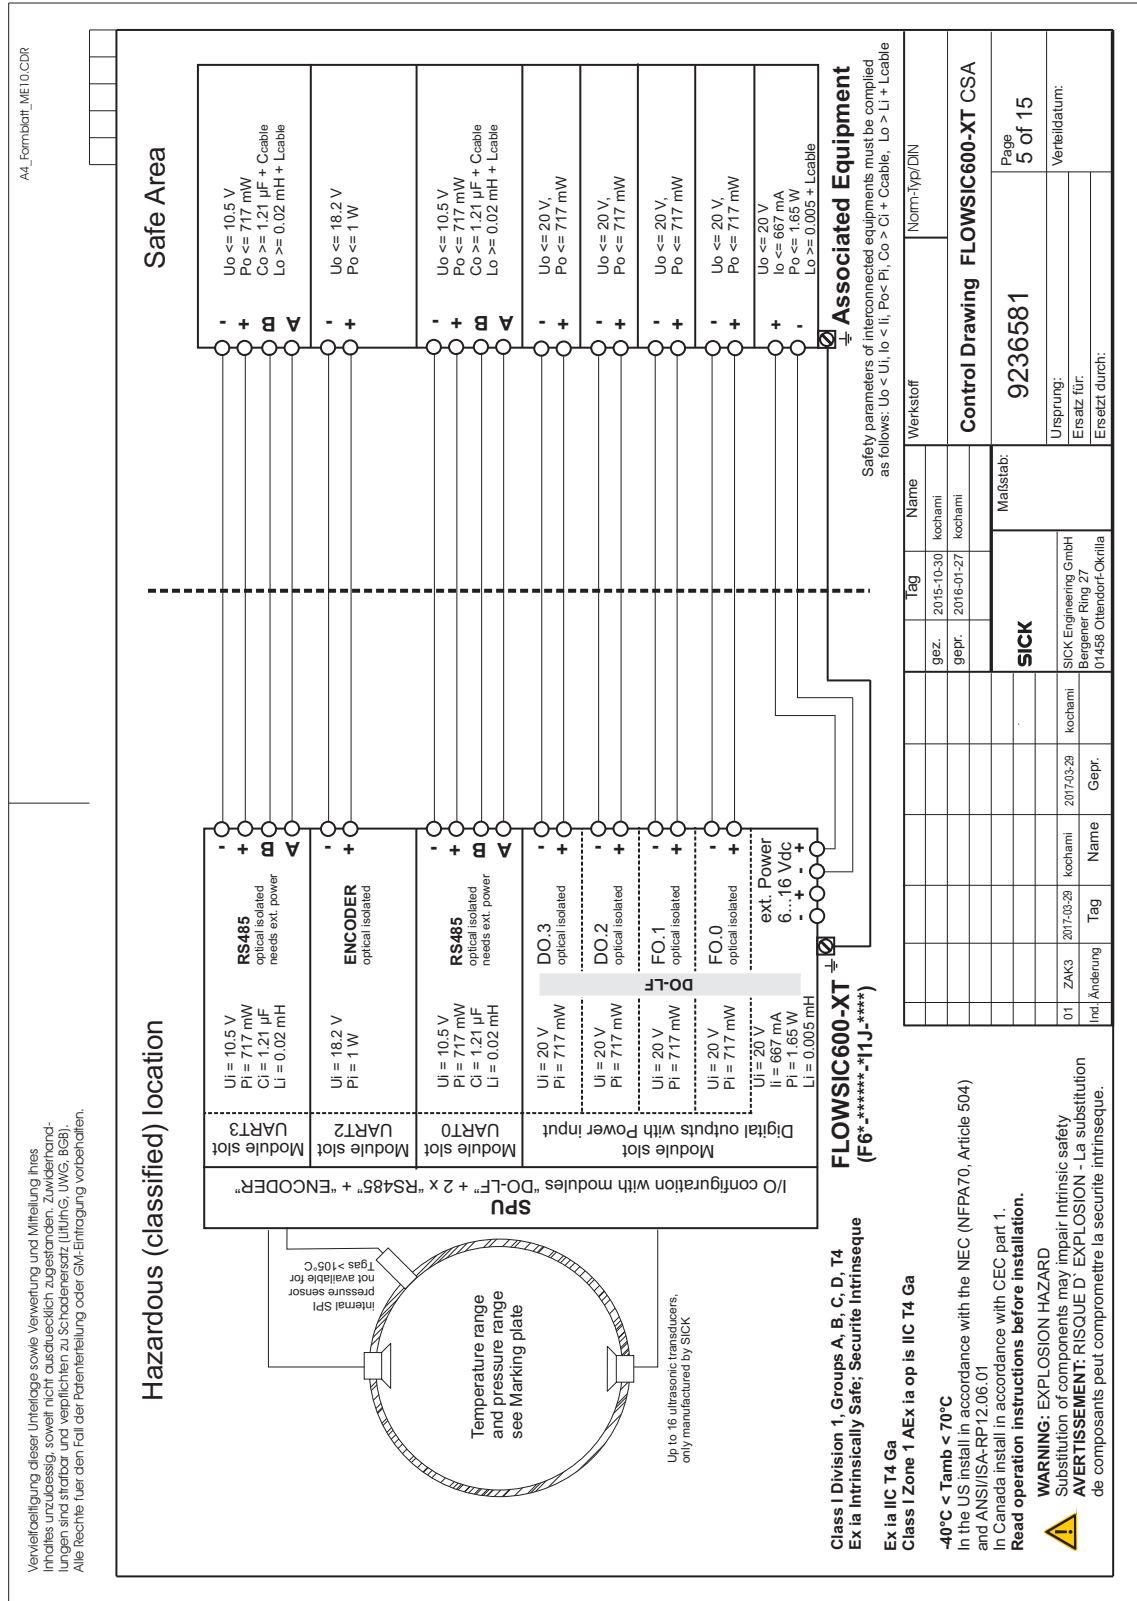 A4_Formblatt_ME10.CDR
Vervielfaeltigung dieser Unterlage sowie Verwertung und Mitteilung ihres
Inhaltes unzulaessig, soweit nicht ausdruecklich zugestanden. Zuwiderhand-
lungen sind strafbar und verpflichten zu Schadenersatz (LitUrhG, UWG, BGB).
Alle Rechte fuer den Fall der Patenterteilung oder GM-Eintragung vorbehalten.
Hazardous (classified) location
Safe Area
internal SPI
pressure sensor
not available for
Tgas >105°C
Temperature range
and pressure range
see Marking plate
Up to 16 ultrasonic transducers,
only manufactured by SICK
SPU
I/O configuration with modules "DO-LF" + 2 x "RS485" + "ENCODER"
Module slot
UART3
Ui = 10.5 V
Pi = 717 mW
Ci = 1.21 µF
Li = 0.02 mH
RS485
optical isolated
needs ext. power
-
+
B
A
-
+
B
A
Uo <= 10.5 V
Po <= 717 mW
Co >= 1.21 µF + Ccable
Lo >= 0.02 mH + Lcable
Module slot
UART2
Ui = 18.2 V
Pi = 1 W
ENCODER
optical isolated
-
+
-
+
Uo <= 18.2 V
Po <= 1 W
Module slot
UART0
Ui = 10.5 V
Pi = 717 mW
Ci = 1.21 µF
Li = 0.02 mH
RS485
optical isolated
needs ext. power
-
+
B
A
-
+
B
A
Uo <= 10.5 V
Po <= 717 mW
Co >= 1.21 µF + Ccable
Lo >= 0.02 mH + Lcable
Module slot
Digital outputs with Power input
DO-LF
Ui = 20 V
Pi = 717 mW
DO.3
optical isolated
-
+
-
+
Uo <= 20 V,
Po <= 717 mW
Ui = 20 V
Pi = 717 mW
DO.2
optical isolated
-
+
-
+
Uo <= 20 V,
Po <= 717 mW
Ui = 20 V
Pi = 717 mW
FO.1
optical isolated
-
+
-
+
Uo <= 20 V,
Po <= 717 mW
Ui = 20 V
Pi = 717 mW
FO.0
optical isolated
-
+
-
+
Uo <= 20 V,
Po <= 717 mW
Ui = 20 V
Ii = 667 mA
Pi = 1.65 W
Li = 0.005 mH
ext. Power
6...16 Vdc
- + - +
+
-
Uo <= 20 V
Io <= 667 mA
Po <= 1.65 W
Lo >= 0.005 + Lcable
FLOWSIC600-XT
(F6*-******-*I1J-****)
Associated Equipment
Safety parameters of interconnected equipments must be complied
as follows: Uo < Ui, Io < Ii, Po< Pi, Co > Ci + Ccable, Lo > Li + Lcable
Class I Division 1, Groups A, B, C, D, T4
Ex ia Intrinsically Safe; Securite Intrinseque
Ex ia IIC T4 Ga
Class I Zone 1 AEx ia op is IIC T4 Ga
-40°C < Tamb < 70°C
In the US install in accordance with the NEC (NFPA70, Article 504)
and ANSI/ISA-RP12.06.01
In Canada install in accordance with CEC part 1.
Read operation instructions before installation.
WARNING: EXPLOSION HAZARD
Substitution of components may impair Intrinsic safety
AVERTISSEMENT: RISQUE D` EXPLOSION - La substitution
de composants peut compromettre la securite intrinseque.
Tag Name Werkstoff Norm-Typ/DIN
gez. 2015-10-30 kochami
gepr. 2016-01-27 kochami
Control Drawing FLOWSIC600-XT CSA
SICK
Maßstab:
9236581
Page
5 of 15
SICK Engineering GmbH
Bergener Ring 27
01458 Ottendorf-Okrilla
Ursprung:
Ersatz für:
Ersetzt durch:
Verteildatum:
01 ZAK3 2017-03-29 kochami 2017-03-29 kochami
Ind. Änderung Tag Name Gepr.